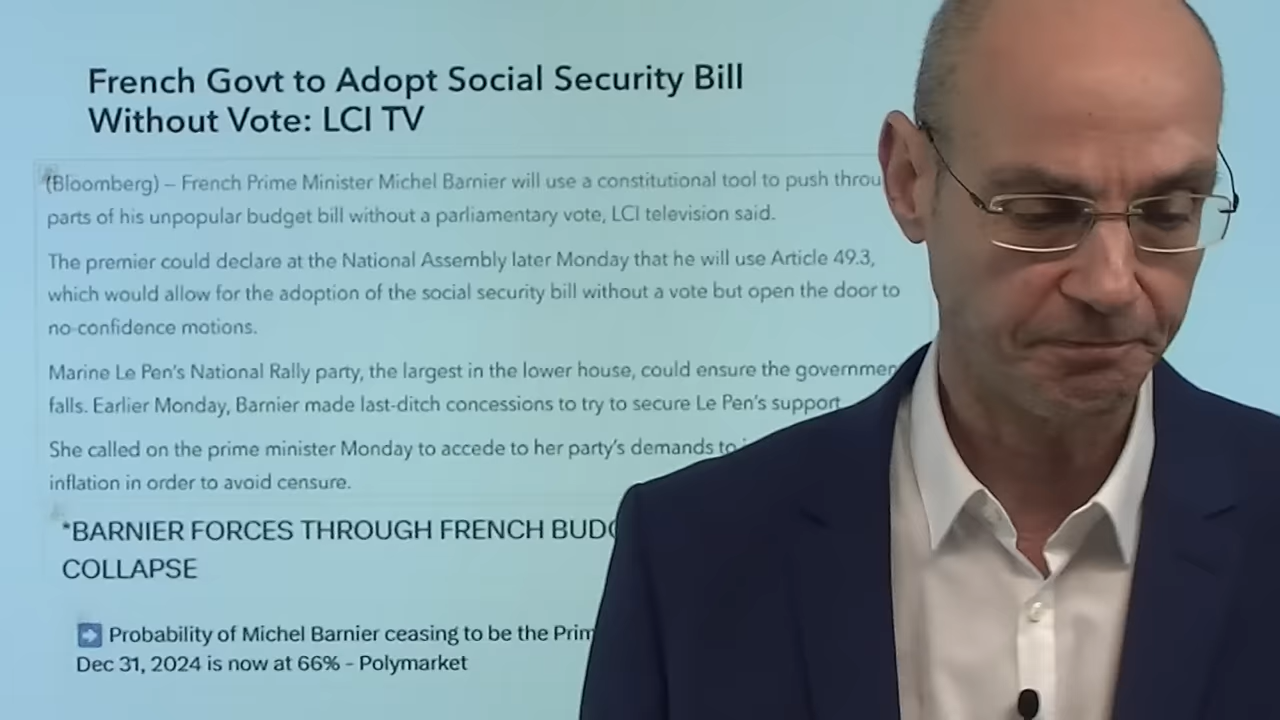 French Govt to Adopt Social Security Bill
Without Vote: LCI TV
(Bloomberg) – French Prime Minister Michel Barnier will use a constitutional tool to push
parts of his unpopular budget bill without a parliamentary vote, LCI television said.
The premier could declare at the National Assembly later Monday that he will use Article 49.3,
which would allow for the adoption of the social security bill without a vote but open the door to
no-confidence motions.
Marine Le Pen's National Rally party, the largest in the lower house, could ensure the
falls. Earlier Monday, Barnier made last-ditch concessions to try to secure Le Pen's support
She called on the prime minister Monday to accede to her party's demands to
inflation in order to avoid censure.
*BARNIER FORCES THROUGH FRENCH
COLLAPSE
➡ Probability of Michel Barnier ceasing to be the
Dec 31, 2024 is now at 66% - Polymarket